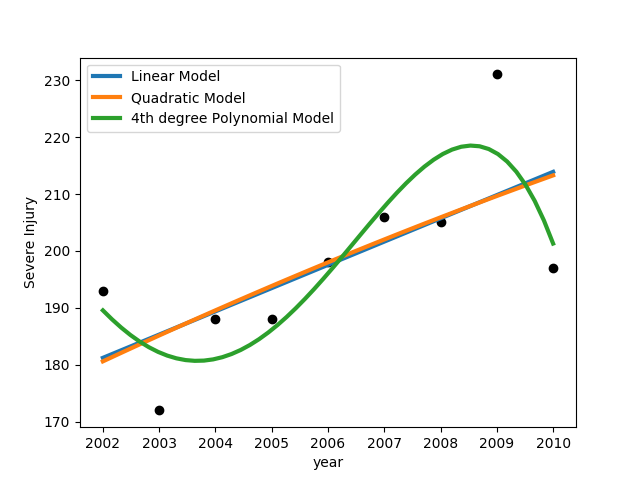 Linear Model
Quadratic Model
4th degree Polynomial Model
230
220
210
200
190
180
170
Severe Injury
2002 2003 2004 2005 2006 2007 2008 2009 2010
year